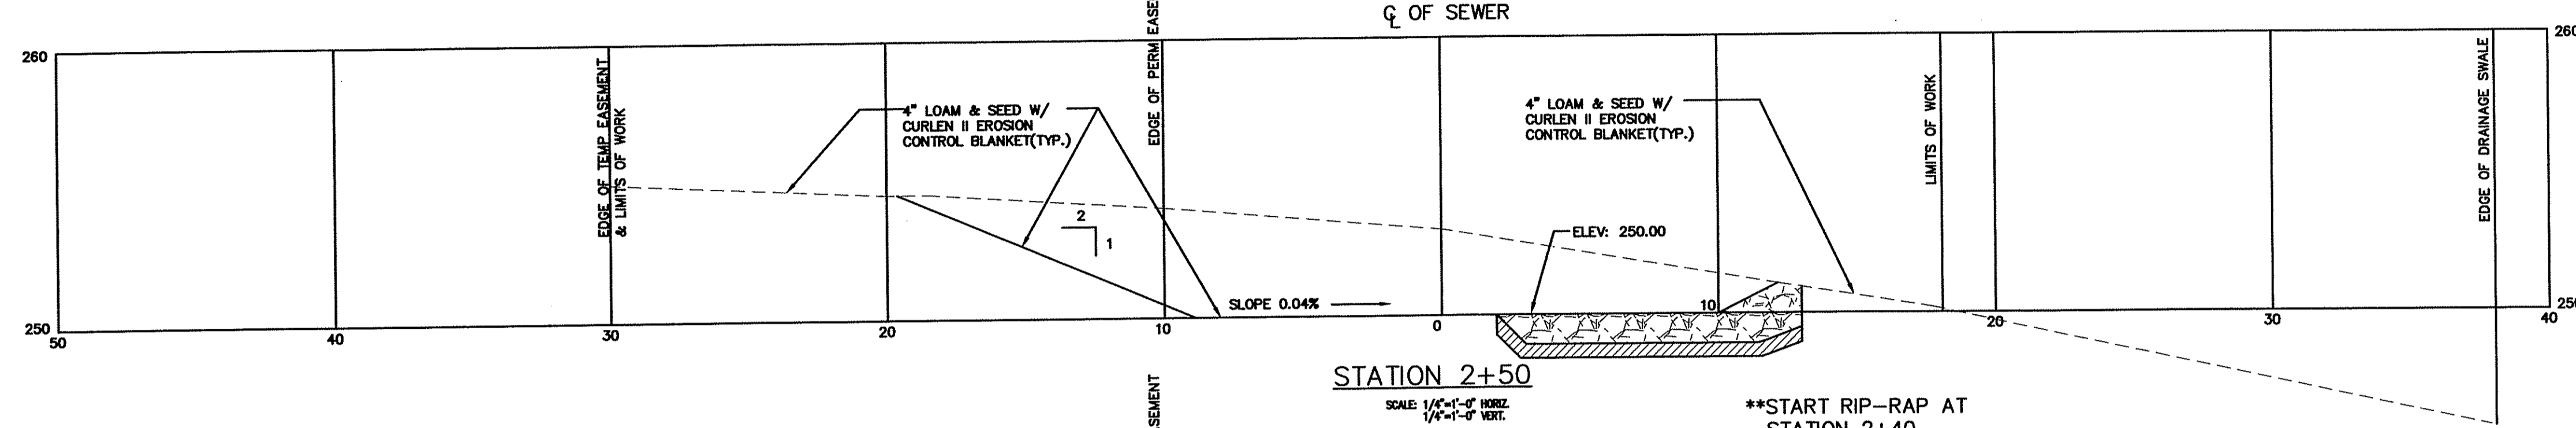 ℄ OF SEWER
260
260
EDGE OF TEMP EASEMENT
& LIMITS OF WORK
4" LOAM & SEED W/
CURLEN II EROSION
CONTROL BLANKET(TYP.)
EDGE OF PERM EASE
4" LOAM & SEED W/
CURLEN II EROSION
CONTROL BLANKET(TYP.)
LIMITS OF WORK
EDGE OF DRAINAGE SWALE
2
1
ELEV: 250.00
SLOPE 0.04%
250
250
50
40
30
20
10
0
10
20
30
40
STATION 2+50
SCALE: 1/4"=1'-0" HORIZ.
1/4"=1'-0" VERT.
SEMENT
**START RIP-RAP AT
STATION 2+40